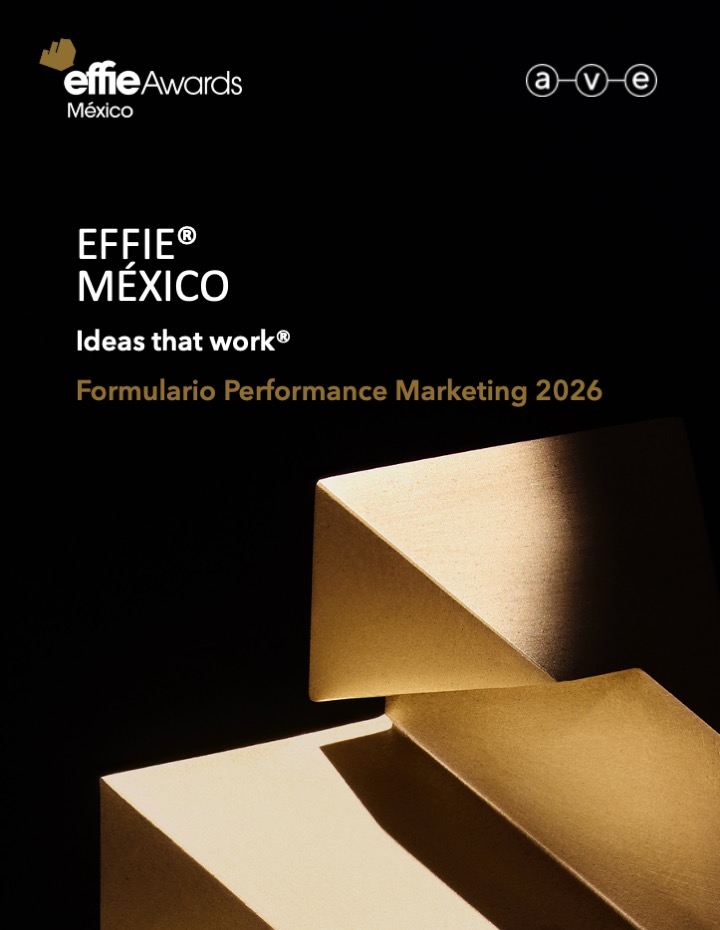 effie Awards
México
a v e
EFFIE®
MÉXICO
Ideas that work®
Formulario Performance Marketing 2026